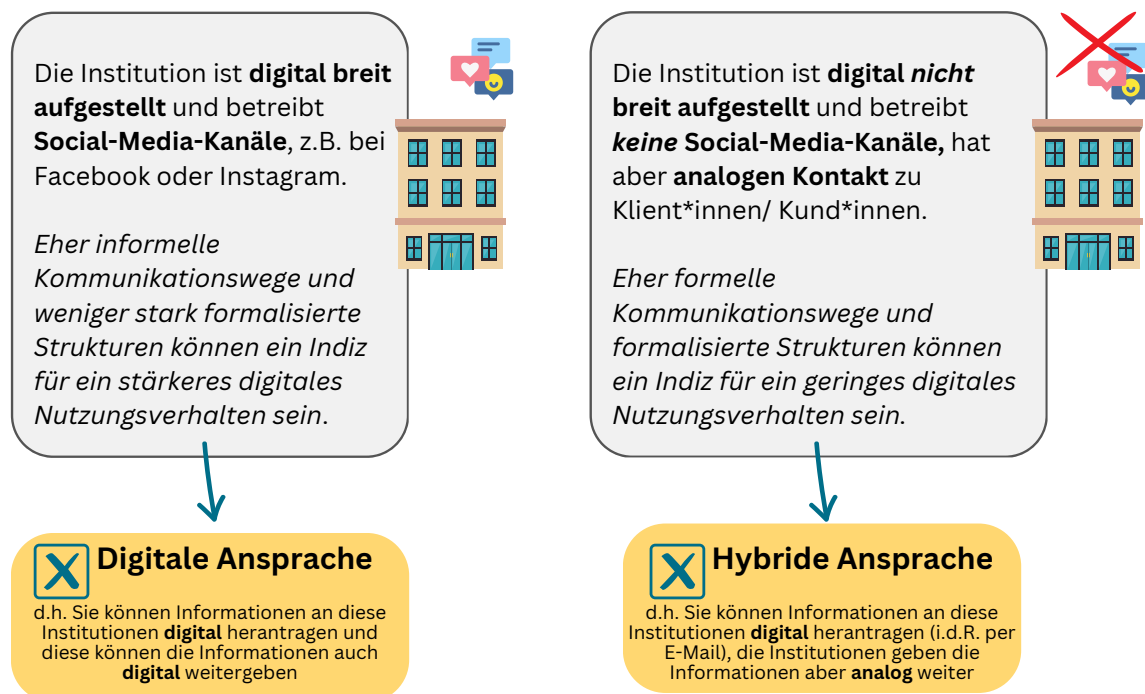 Die Institution ist digital breit
aufgestellt und betreibt
Social-Media-Kanäle, z.B. bei
Facebook oder Instagram.
Eher informelle
Kommunikationswege und
weniger stark formalisierte
Strukturen können ein Indiz
für ein stärkeres digitales
Nutzungsverhalten sein.
Digitale Ansprache
d.h. Sie können Informationen an diese
Institutionen digital herantragen und
diese können die Informationen auch
digital weitergeben
Die Institution ist digital nicht
breit aufgestellt und betreibt
keine Social-Media-Kanäle, hat
aber analogen Kontakt zu
Klient*innen/ Kund*innen.
Eher formelle
Kommunikationswege und
formalisierte Strukturen können
ein Indiz für ein geringes digitales
Nutzungsverhalten sein.
Hybride Ansprache
d.h. Sie können Informationen an diese
Institutionen digital herantragen (i.d.R. per
E-Mail), die Institutionen geben die
Informationen aber analog weiter